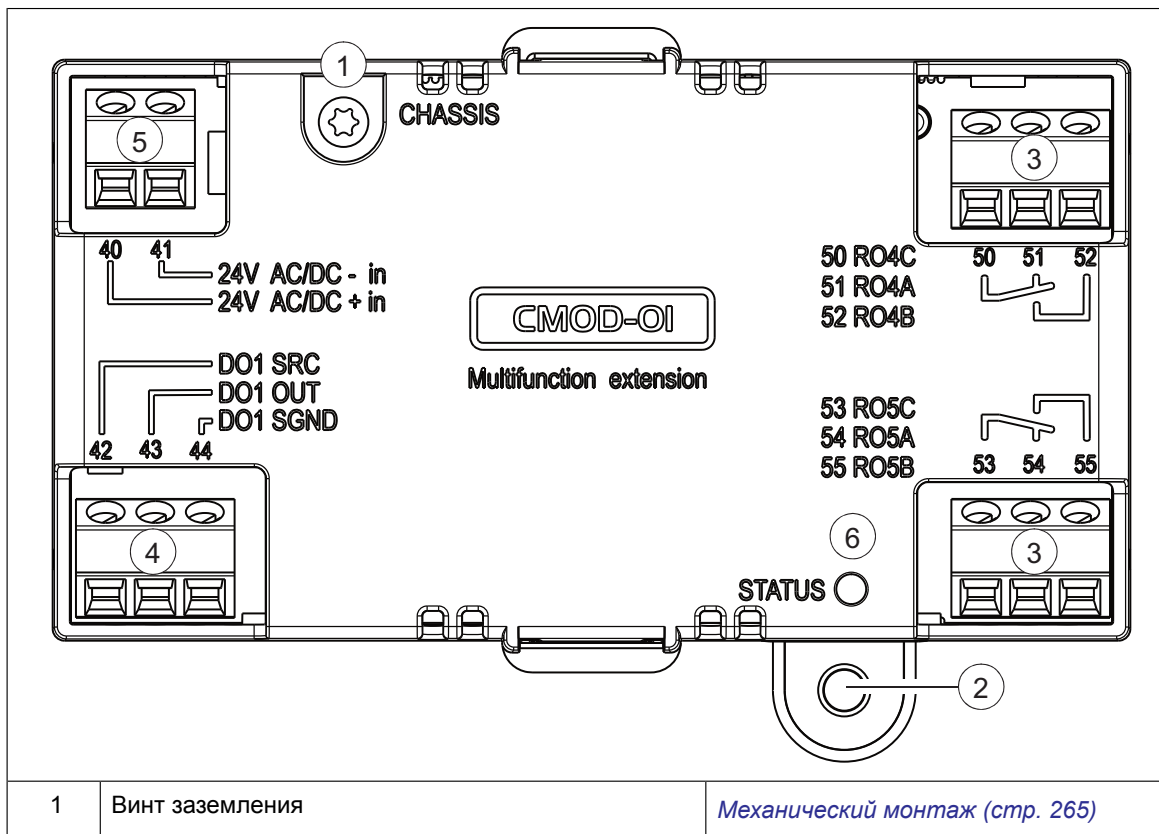 1
CHASSIS
5
3
40 41
24V AC/DC - in
24V AC/DC + in
50 RO4C
51 RO4A
52 RO4B
50 51 52
CMOD-OI
Multifunction extension
DO1 SRC
DO1 OUT
DO1 SGND
42 43 44
53 RO5C
54 RO5A
55 RO5B
53 54 55
4
6
3
STATUS
2
1 Винт заземления Механический монтаж (стр. 265)